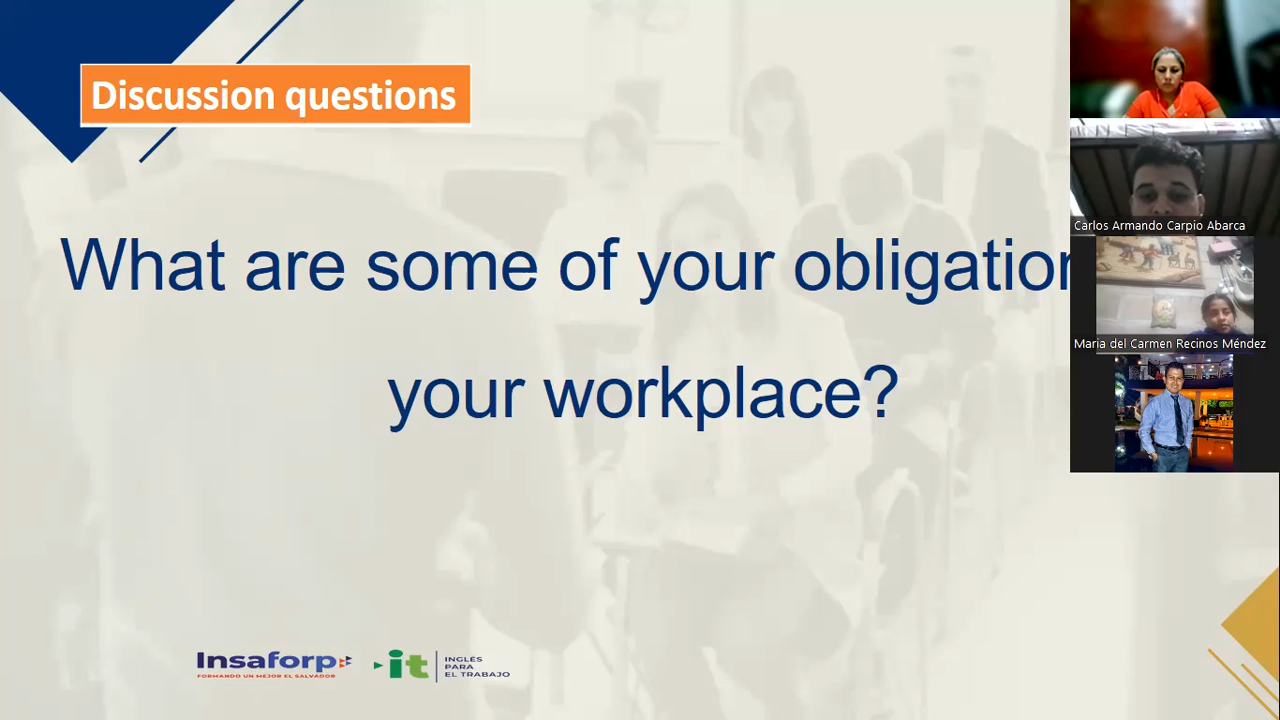 Discussion questions
What are some of your obligation
your workplace?
Carlos Armando Carpio Abarca
Maria del Carmen Recinos Méndez
Insaforp
FORMANDO UN MEJOR EL SALVADOR
it
INGLÉS
PARA
EL TRABAJO